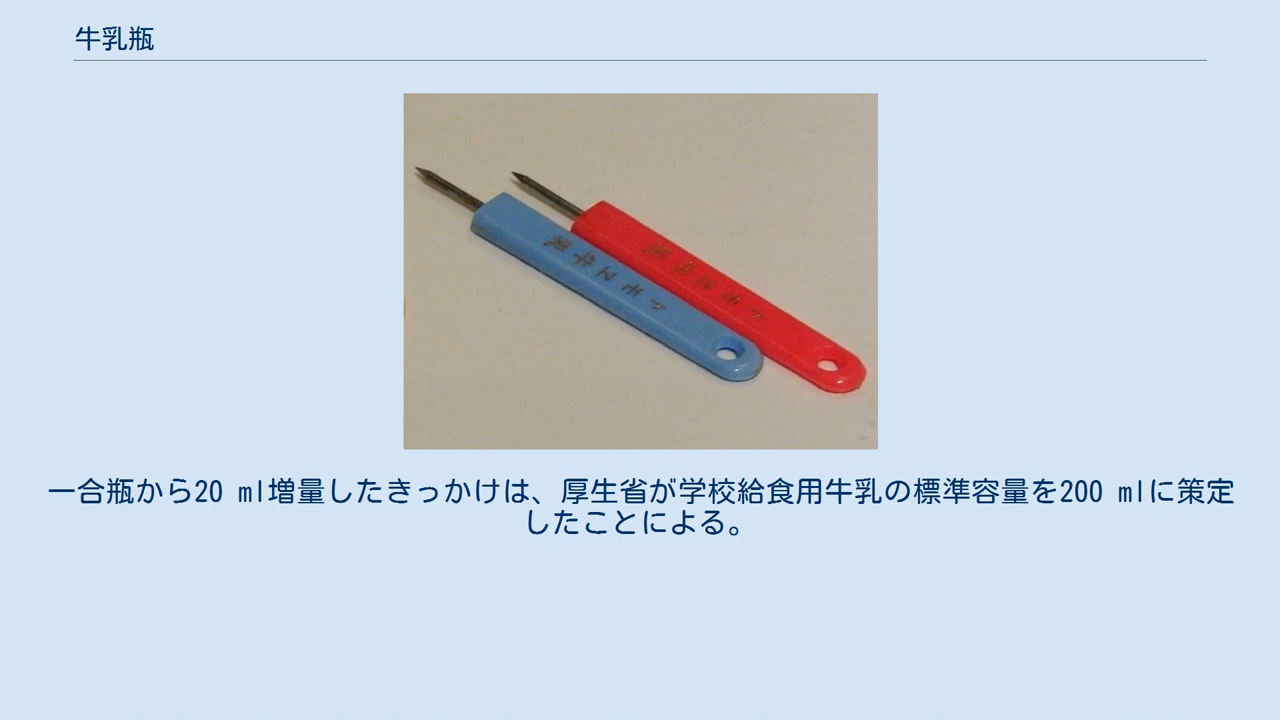 牛乳瓶
一合瓶から20 ml増量したきっかけは、厚生省が学校給食用牛乳の標準容量を200 mlに策定
したことによる。